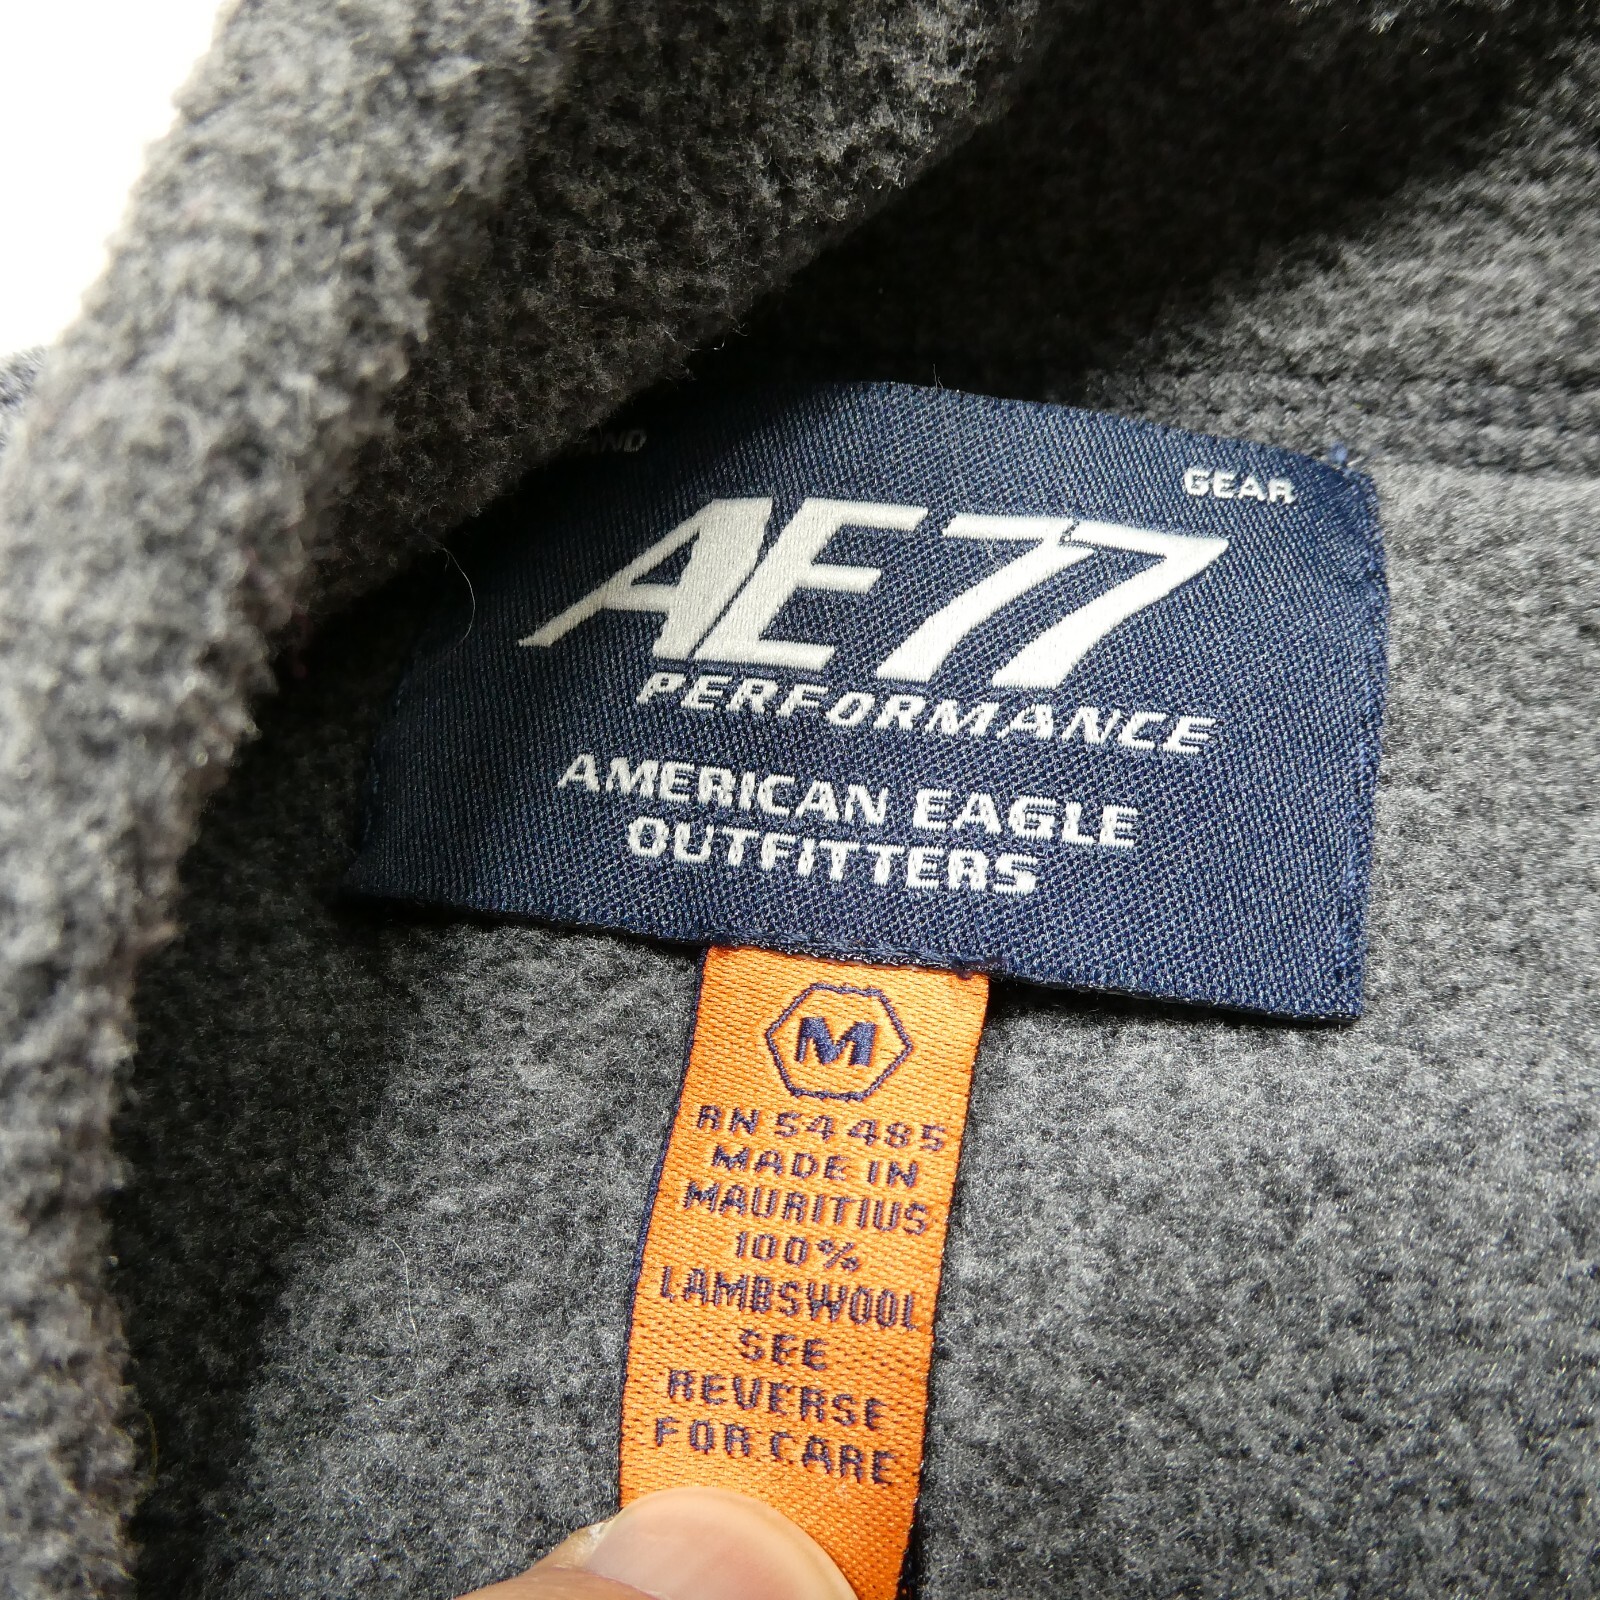 GEAR
AE77
PERFORMANCE
AMERICAN EAGLE
OUTFITTERS
M
RN 54485
MADE IN
MAURITIUS
100%
LAMBSWOOL
SEE
REVERSE
FOR CARE